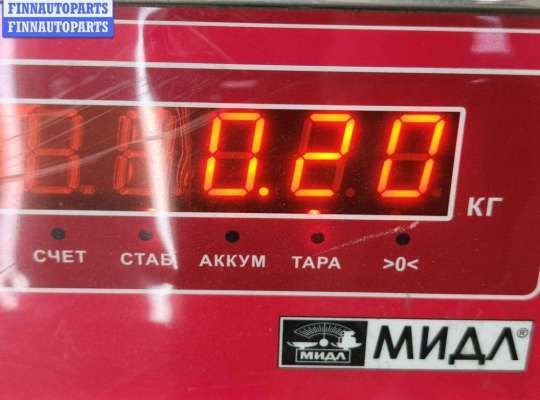 FINNAUTOPARTS
FINNAUTOPARTS
0.20 КГ
СЧЕТ СТАБ АККУМ ТАРА >0<
МИДЛ МИДЛ®